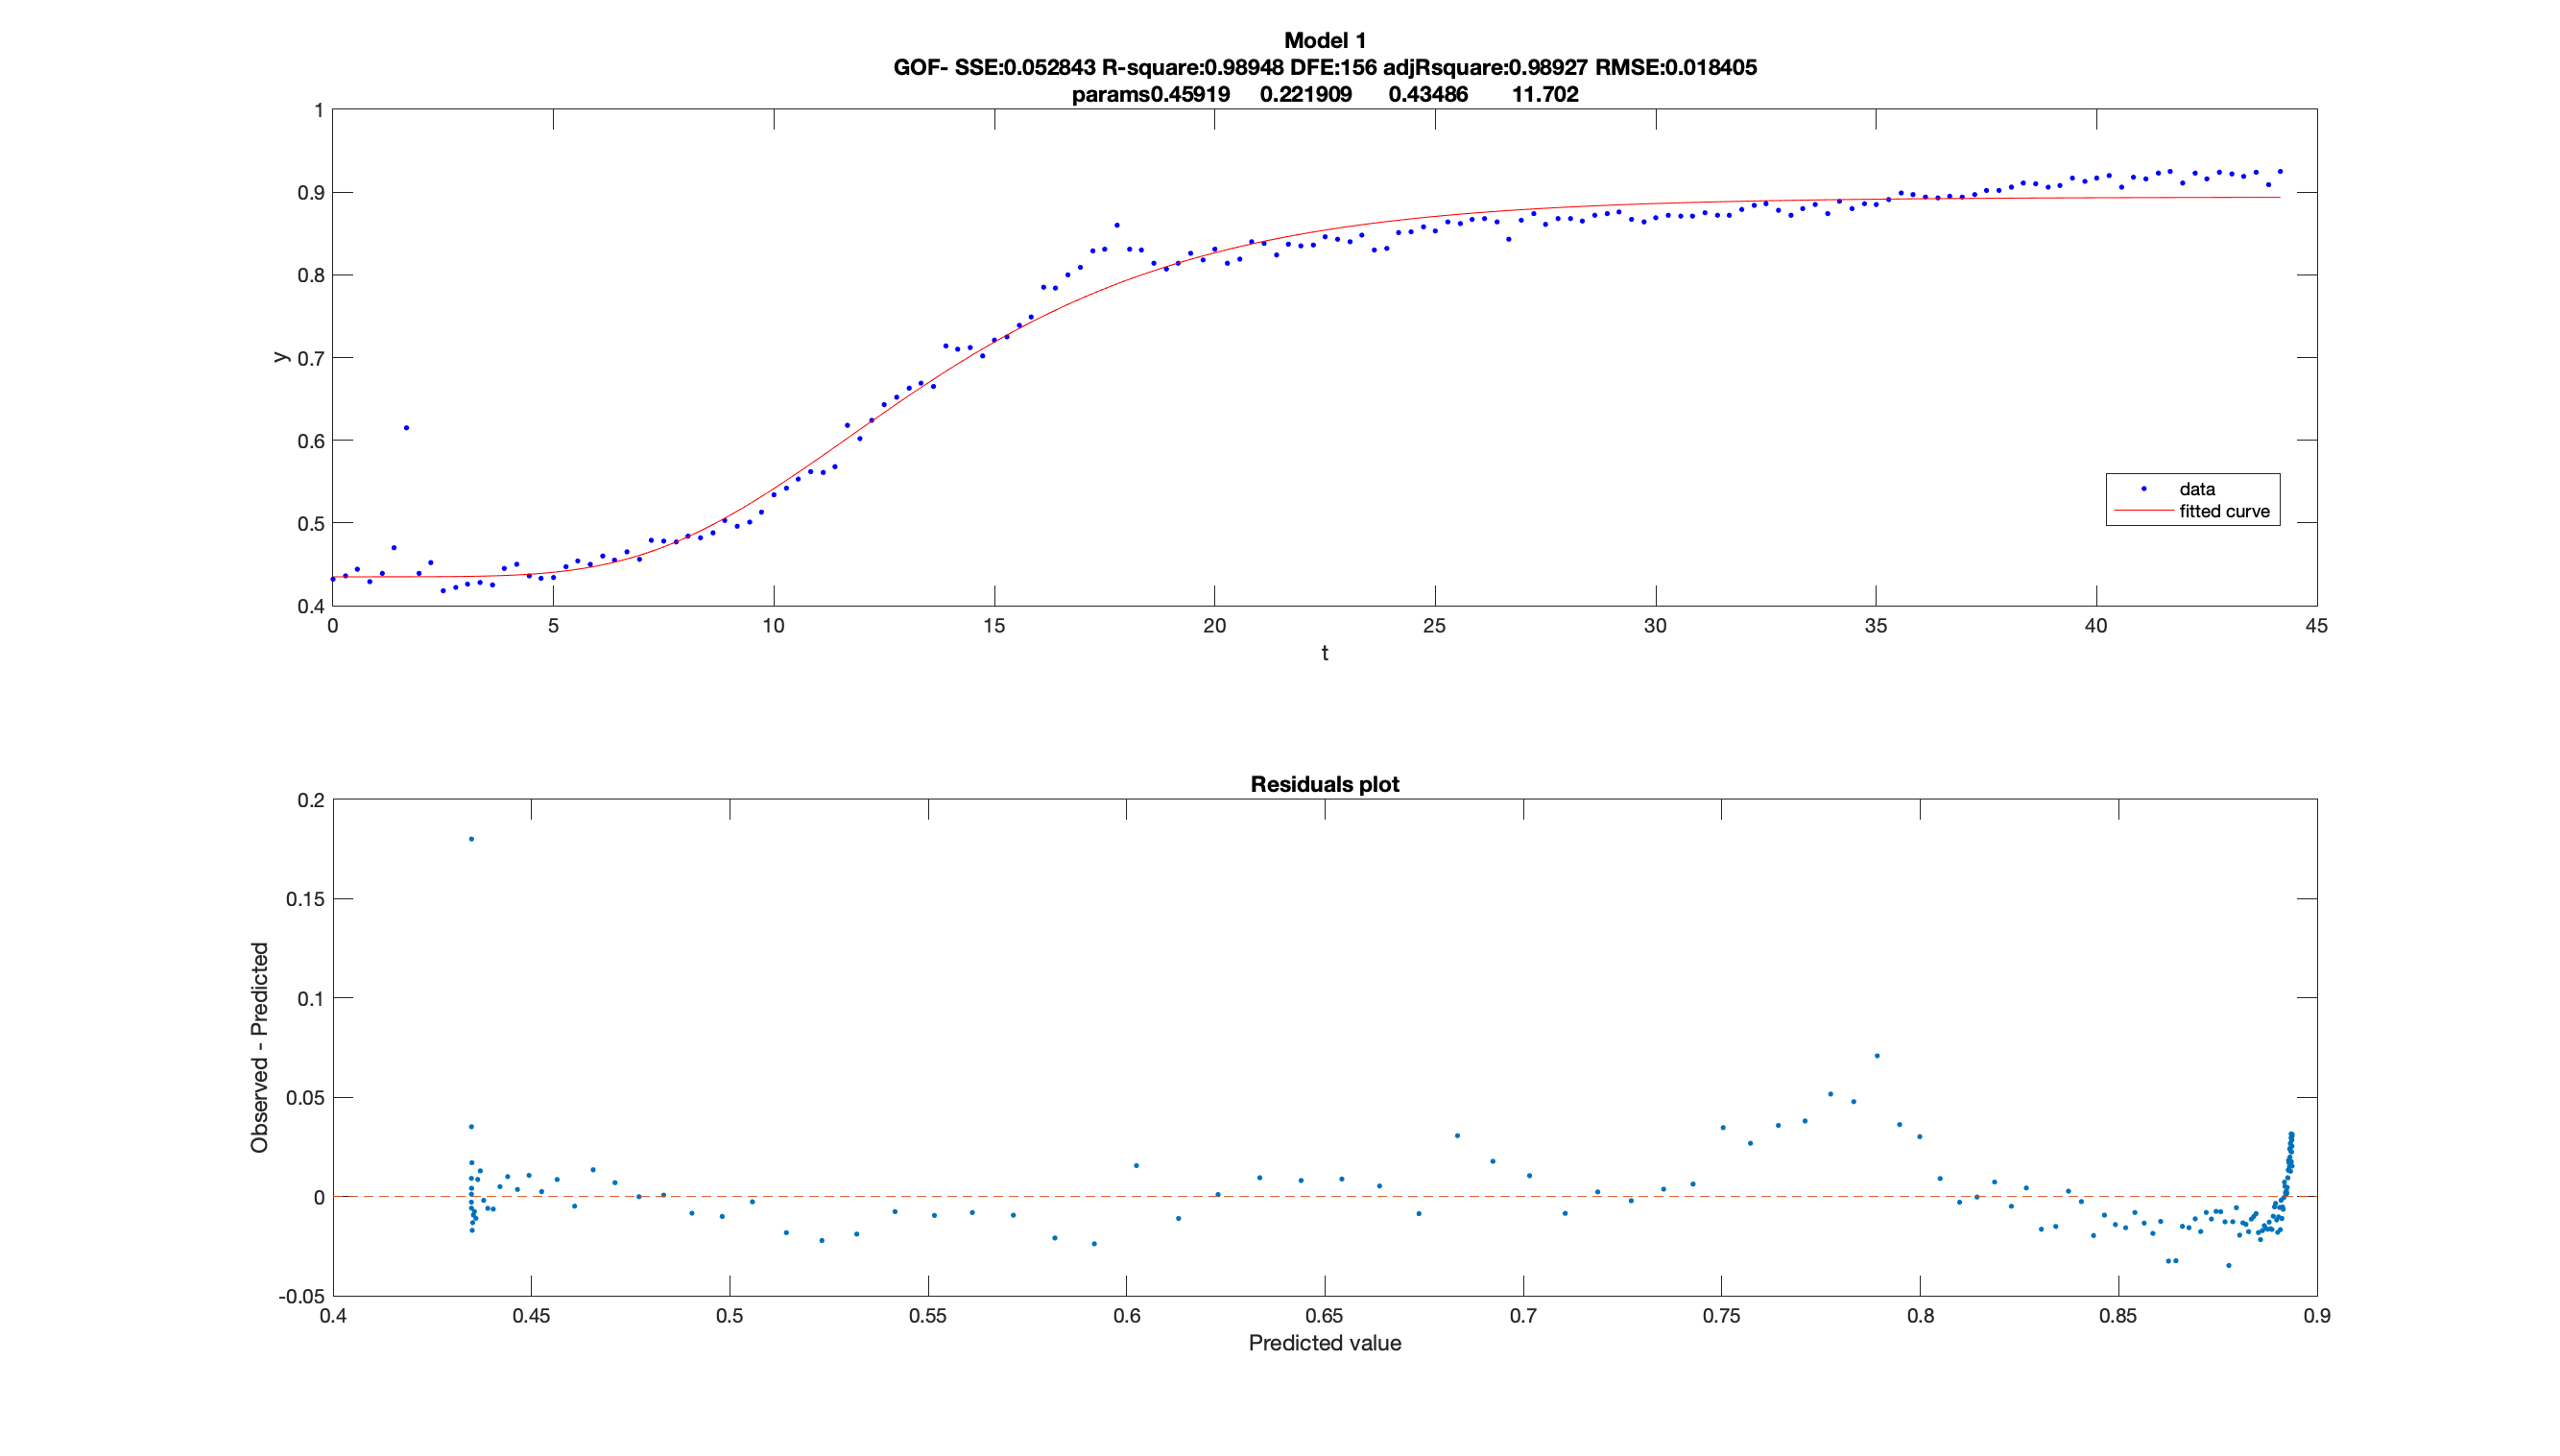 Model 1
GOF- SSE:0.052843 R-square:0.98948 DFE:156 adjRsquare:0.98927 RMSE:0.018405
params0.45919 0.221909 0.43486 11.702
1
0.9
0.8
0.7
0.6
0.5
0.4
y
data
fitted curve
0 5 10 15 20 25 30 35 40 45
t
Residuals plot
0.2
0.15
0.1
0.05
0
-0.05
Observed - Predicted
0.4 0.45 0.5 0.55 0.6 0.65 0.7 0.75 0.8 0.85 0.9
Predicted value